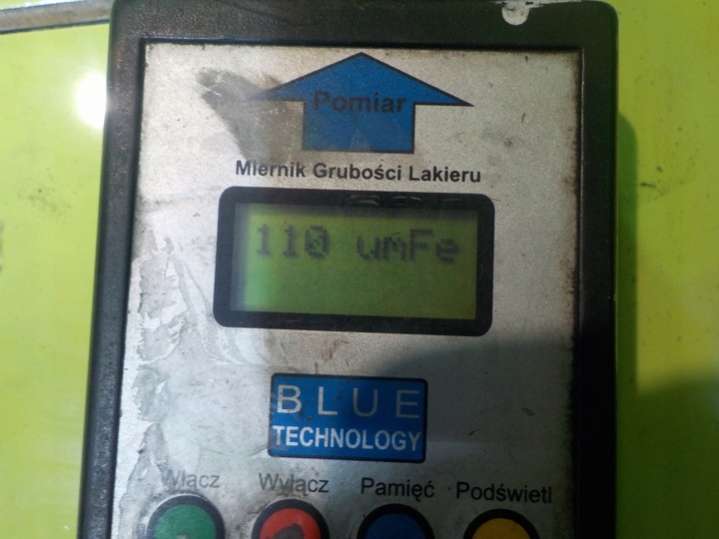 Pomiar
Miernik Grubości Lakieru
110 umFe
BLUE
TECHNOLOGY
Włącz Wyłącz Pamięć Podświetl